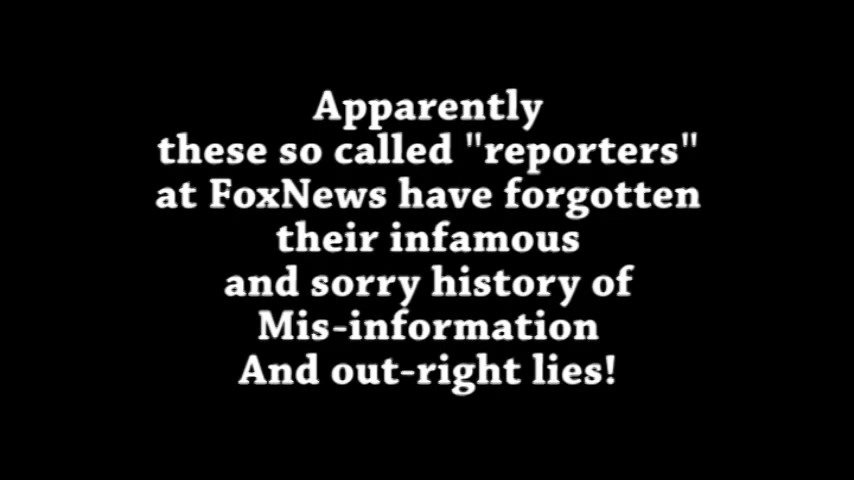 Apparently
these so called "reporters"
at FoxNews have forgotten
their infamous
and sorry history of
Mis-information
And out-right lies!